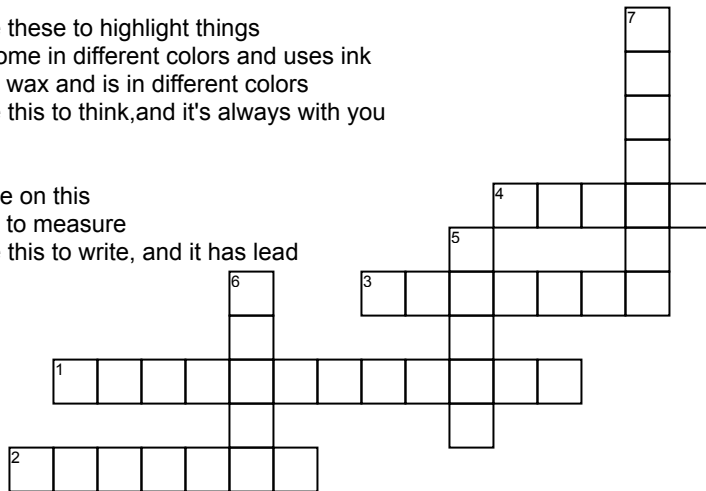 these to highlight things
ome in different colors and uses ink
wax and is in different colors
this to think,and it's always with you
e on this
to measure
this to write, and it has lead
7
4
5
6
3
1
2